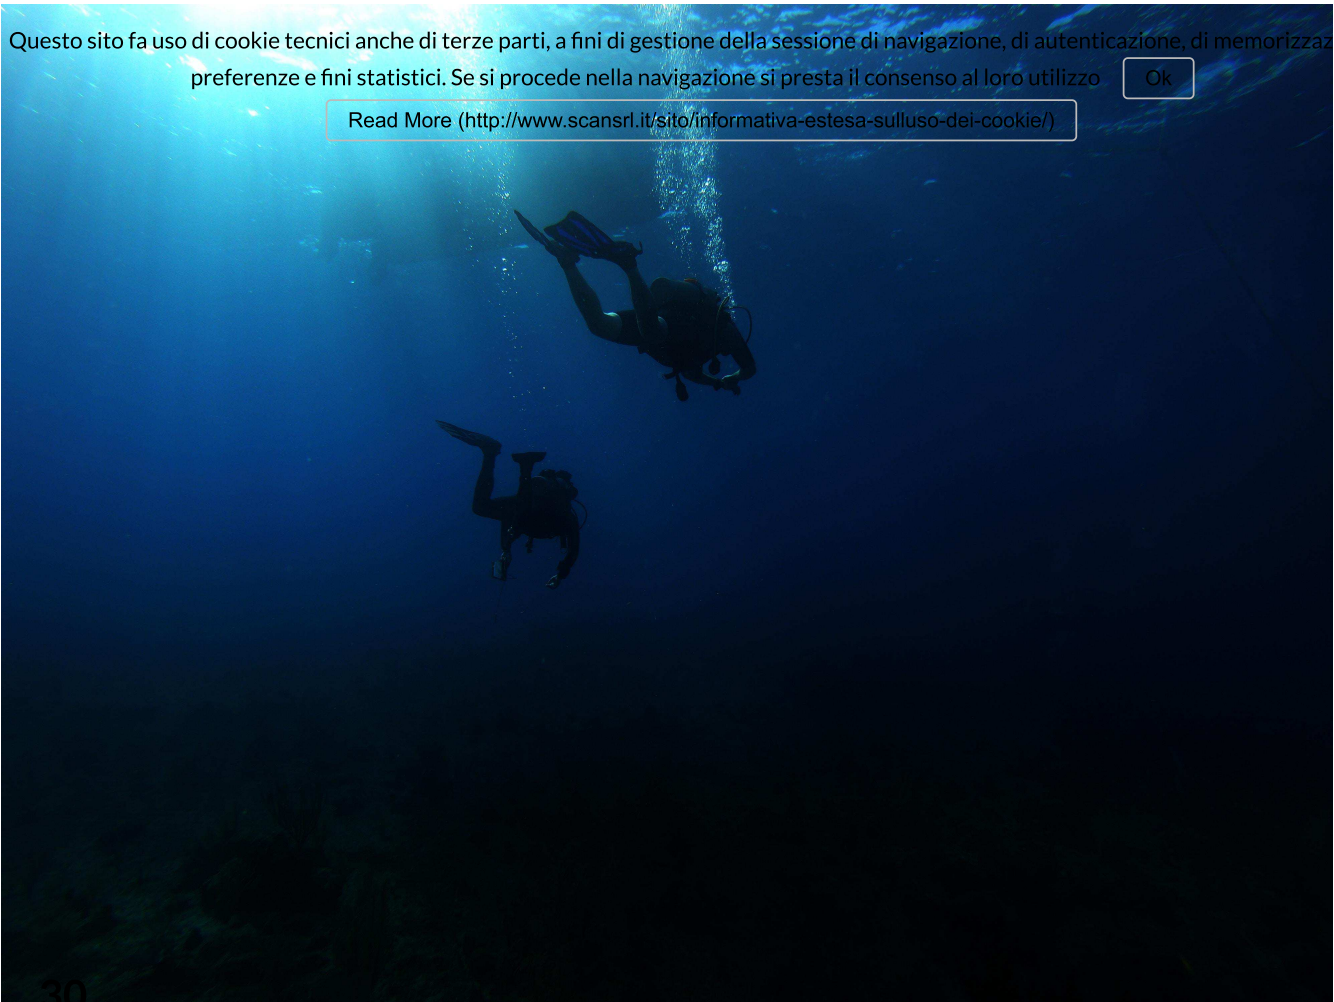 Questo sito fa uso di cookie tecnici anche di terze parti, a fini di gestione della sessione di navigazione, di autenticazione, di memorizzaz
preferenze e fini statistici. Se si procede nella navigazione si presta il consenso al loro utilizzo Ok
Read More (http://www.scansrl.it/sito/informativa-estesa-sulluso-dei-cookie/)
30